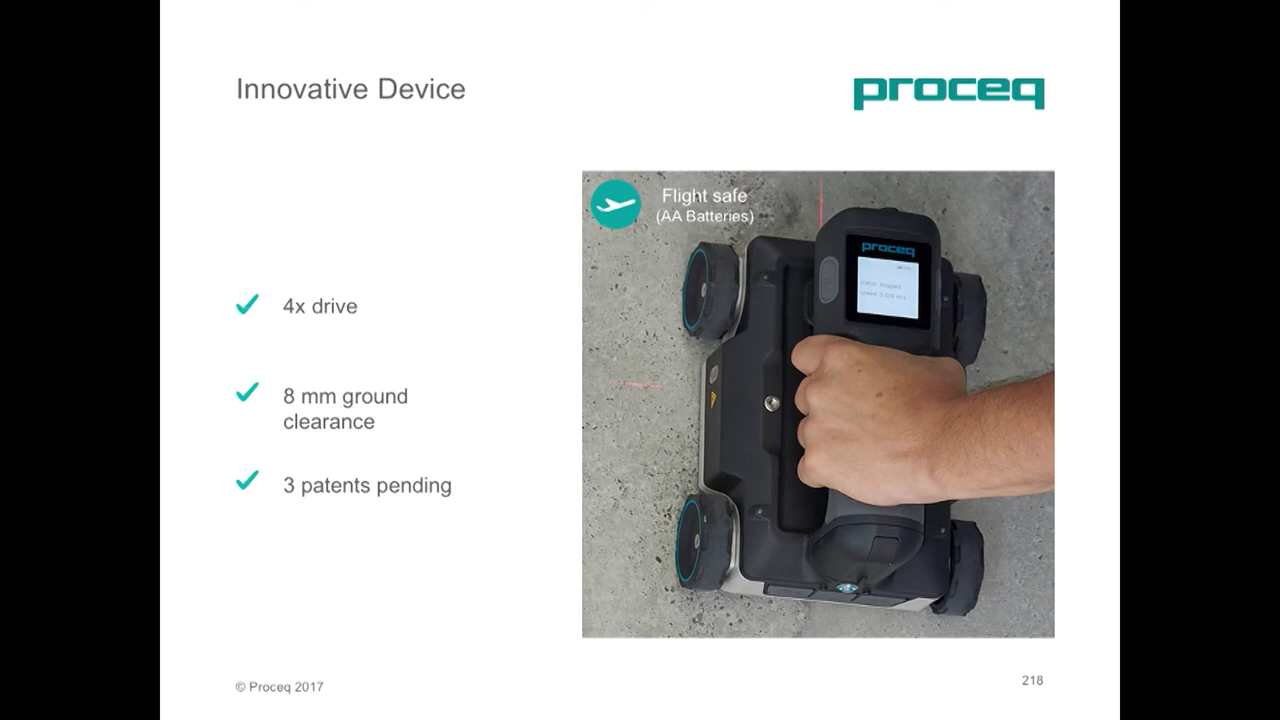 Innovative Device
proceq
Flight safe
(AA Batteries)
proceq
4x drive
8 mm ground
clearance
3 patents pending
© Proceq 2017
218